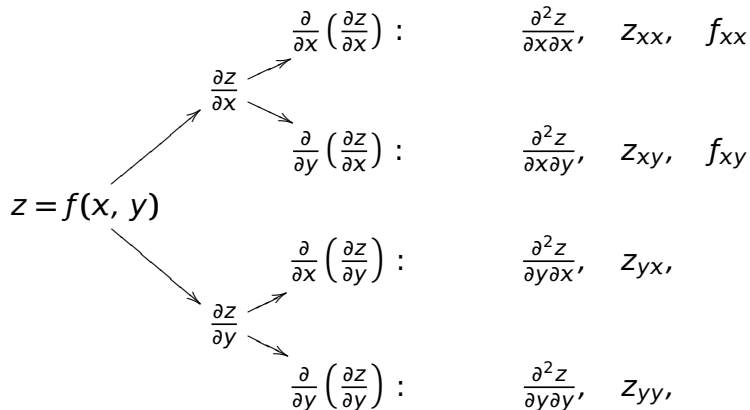 ∂/∂x (∂z/∂x) : ∂²z/∂x∂x, z_xx, f_xx
∂z/∂x
∂/∂y (∂z/∂x) : ∂²z/∂x∂y, z_xy, f_xy
z = f(x, y)
∂/∂x (∂z/∂y) : ∂²z/∂y∂x, z_yx,
∂z/∂y
∂/∂y (∂z/∂y) : ∂²z/∂y∂y, z_yy,